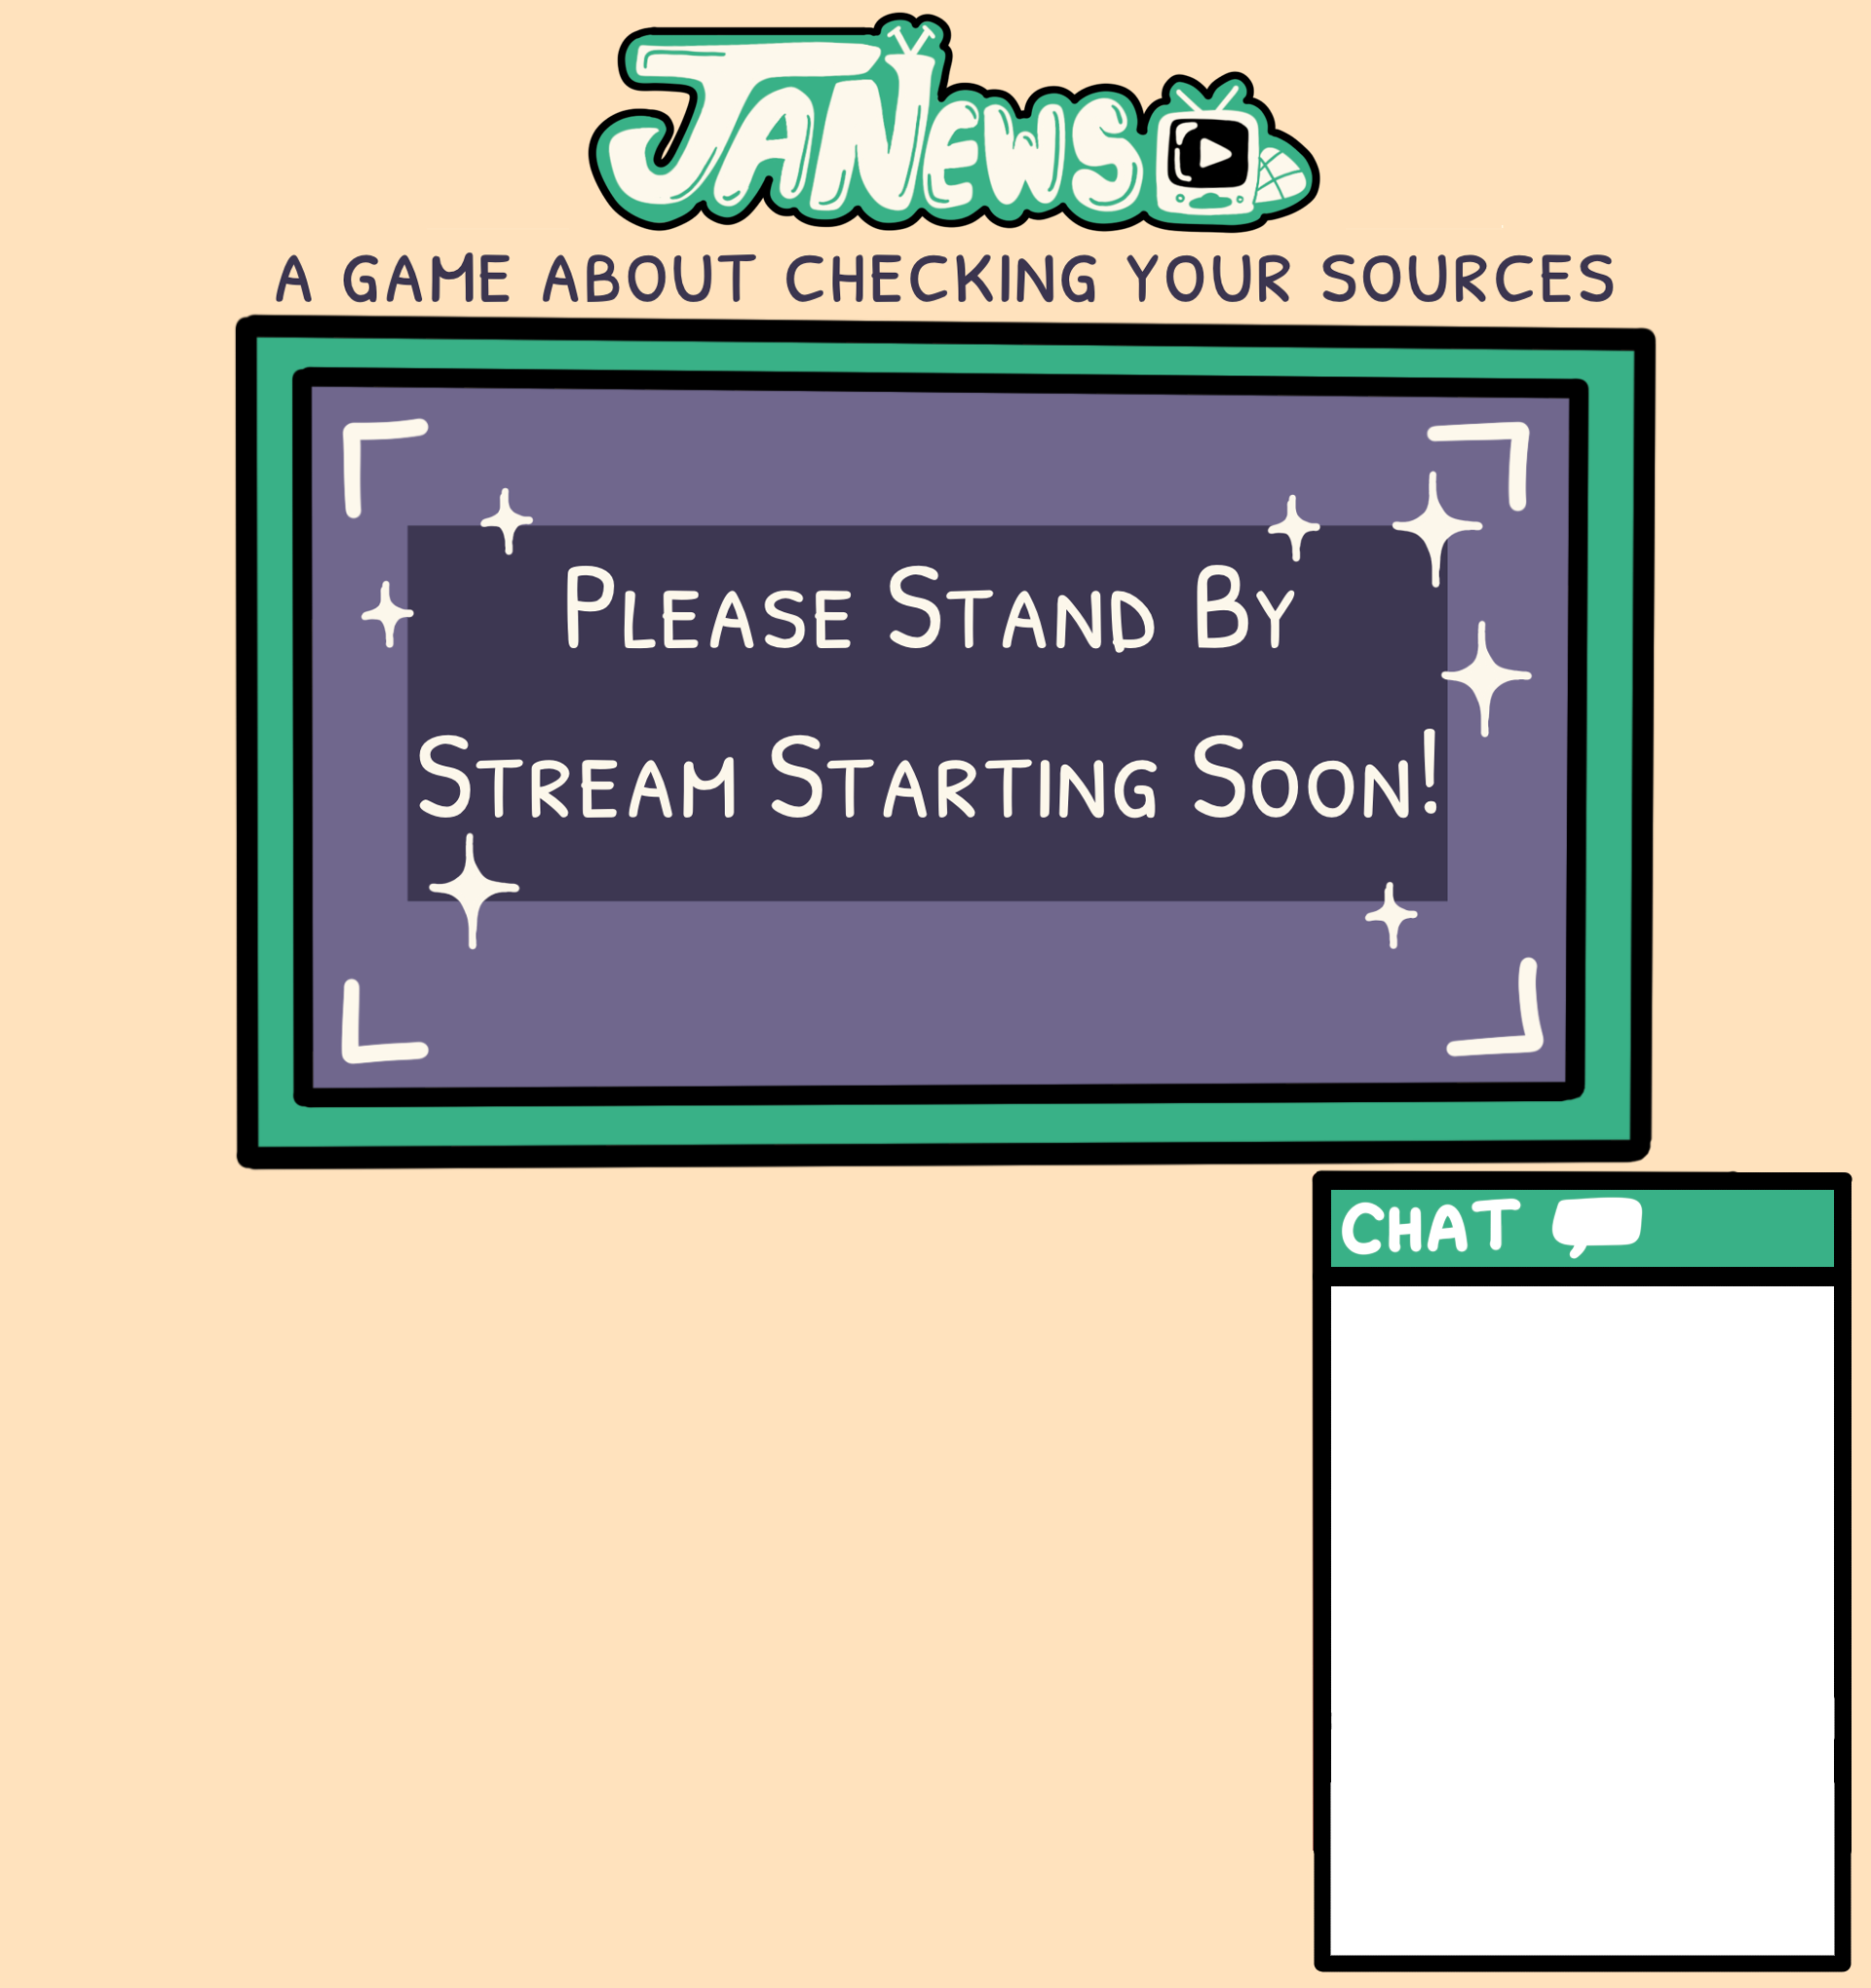 JANEWS
A GAME ABOUT CHECKING YOUR SOURCES
PLEASE STAND BY
STREAM STARTING SOON!
CHAT